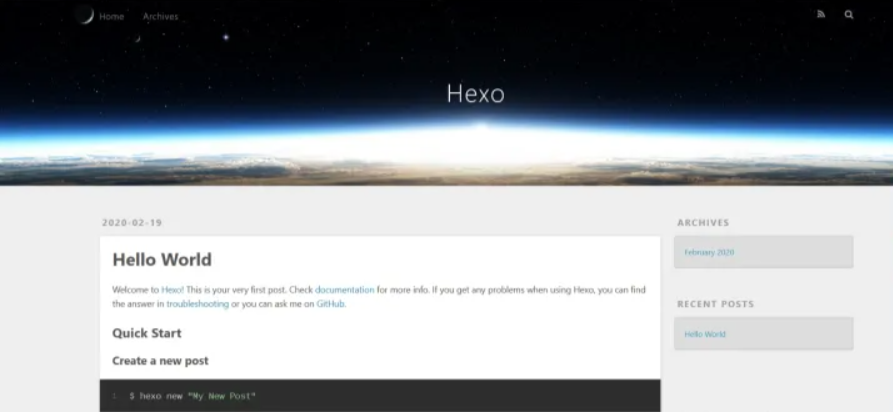 Home Archives
Hexo
2020-02-19
Hello World
Welcome to Hexo! This is your very first post. Check documentation for more info. If you get any problems when using Hexo, you can find
the answer in troubleshooting or you can ask me on GitHub.
Quick Start
Create a new post
1 $ hexo new "My New Post"
ARCHIVES
February 2020
RECENT POSTS
Hello World